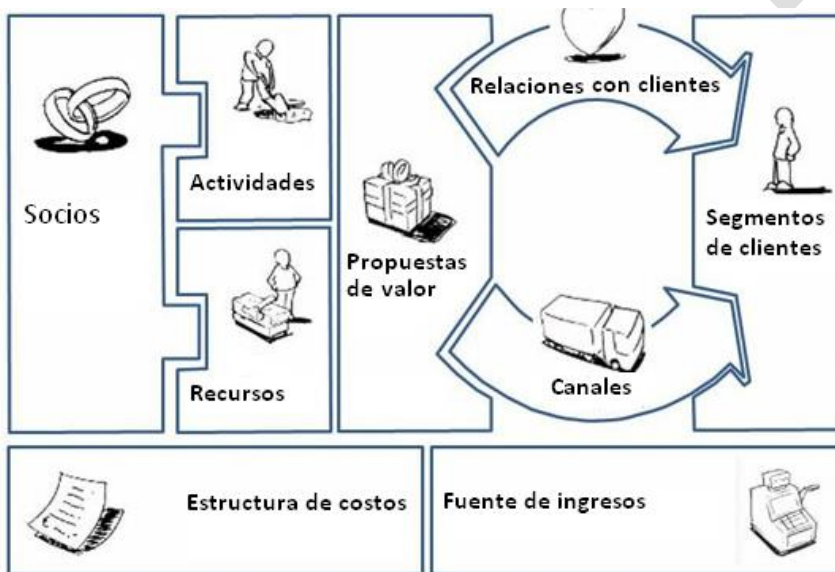 Socios
Actividades
Recursos
Propuestas
de valor
Relaciones con clientes
Canales
Segmentos
de clientes
Estructura de costos
Fuente de ingresos